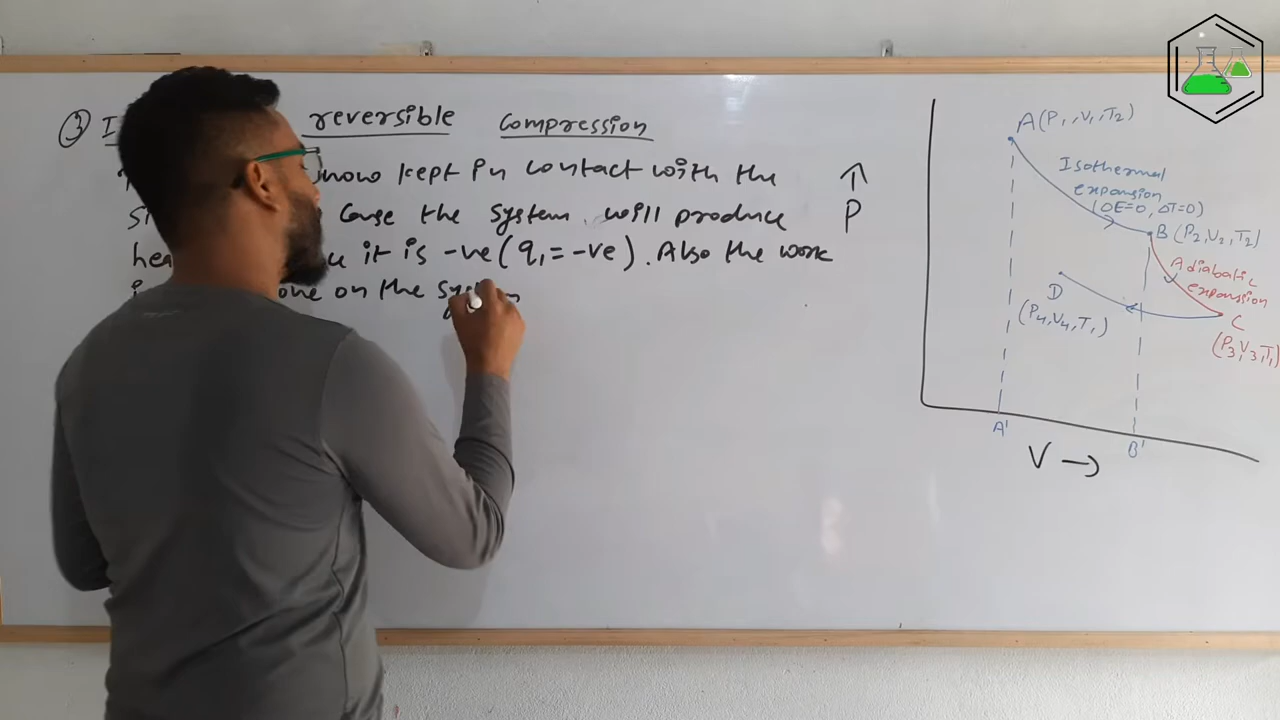 ③ I reversible Compression
now kept in contact with the
Cause the system will produce
it is -ve (q₁ = -ve). Also the work
on the system
↑
P
A (P₁, V₁, T₂)
Isothermal
expansion
(ΔE=0, ΔT=0)
B (P₂, V₂, T₂)
Adiabatic
expansion
C
(P₃, V₃, T₁)
D
(P₄, V₄, T₁)
A'
B'
V →